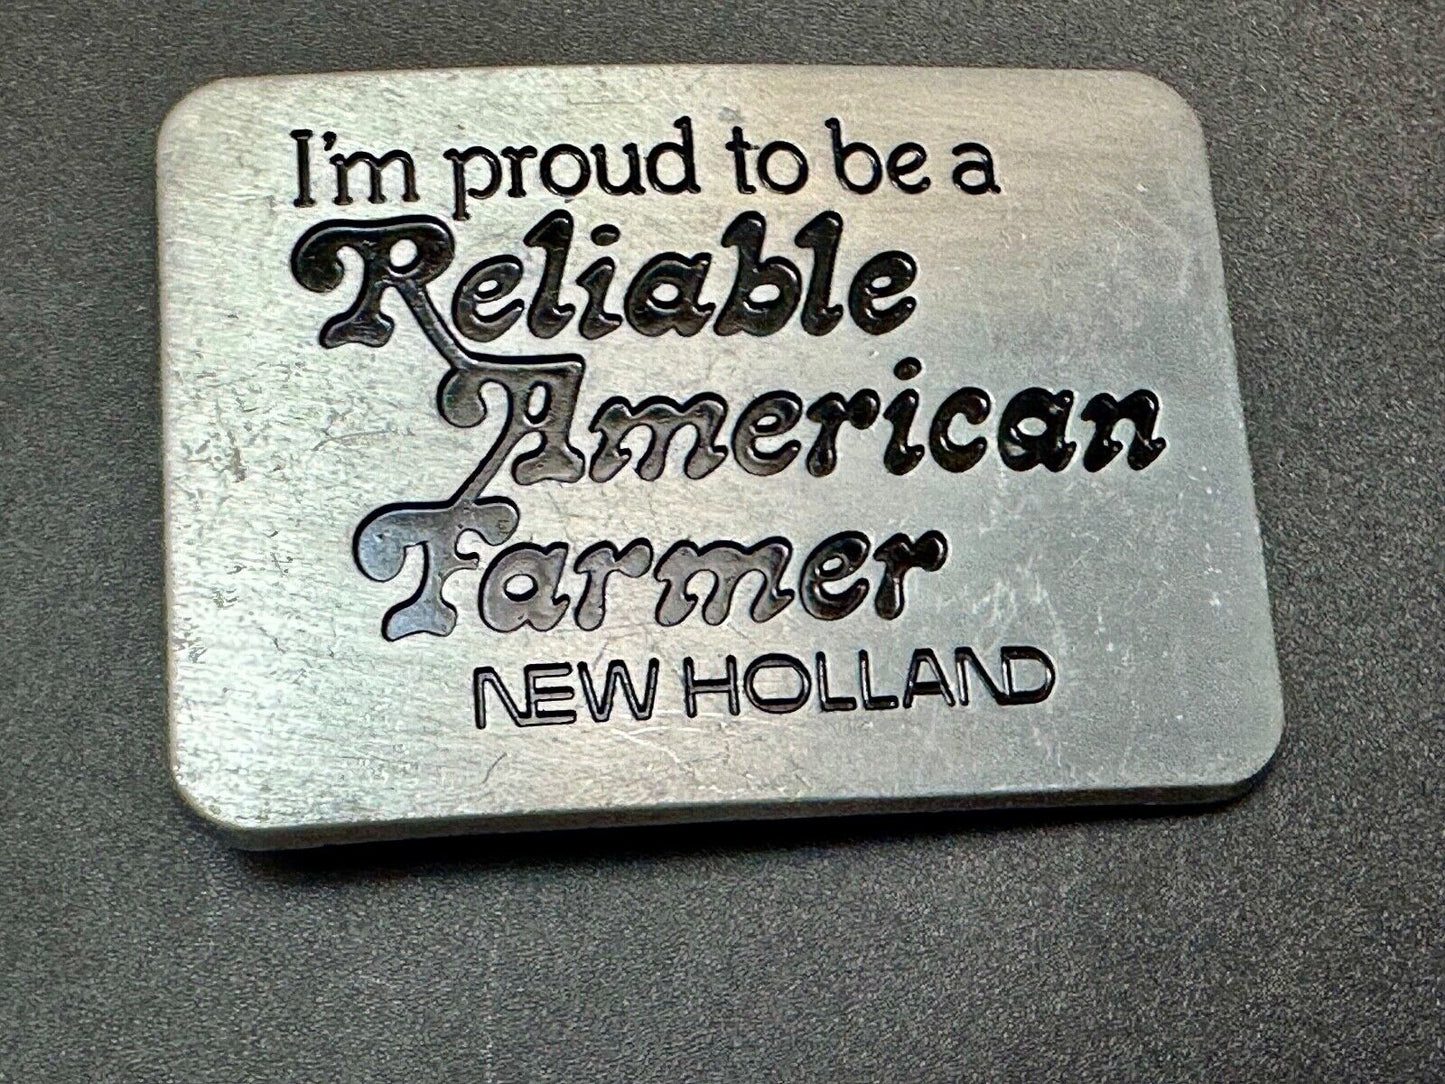 I'm proud to be a
Reliable
American
Farmer
NEW HOLLAND